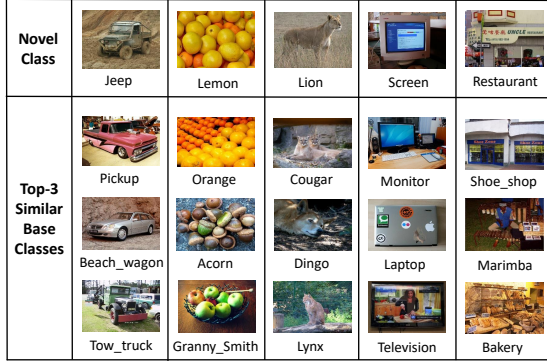 Novel
Class
Jeep
Lemon
Lion
Screen
Restaurant
UNCLE
Top-3
Similar
Base
Classes
Pickup
Orange
Cougar
Monitor
Shoe_shop
Beach_wagon
Acorn
Dingo
Laptop
Marimba
Tow_truck
Granny_Smith
Lynx
Television
Bakery